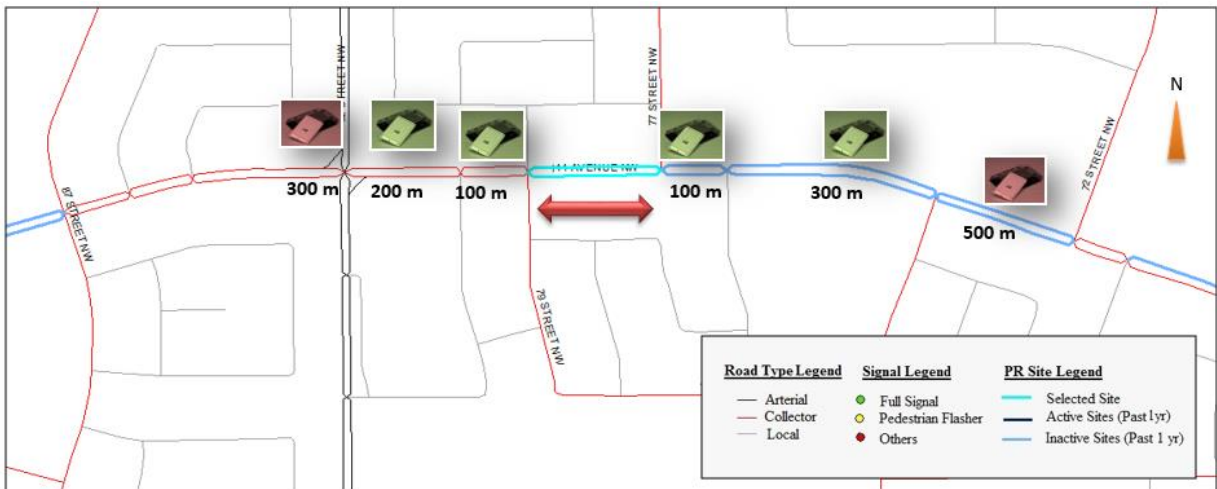 N
77 STREET NW
144 AVENUE NW
72 STREET NW
300 m
200 m
100 m
100 m
300 m
500 m
87 STREET NW
79 STREET NW
Road Type Legend
Arterial
Collector
Local
Signal Legend
Full Signal
Pedestrian Flasher
Others
PR Site Legend
Selected Site
Active Sites (Past 1yr)
Inactive Sites (Past 1 yr)